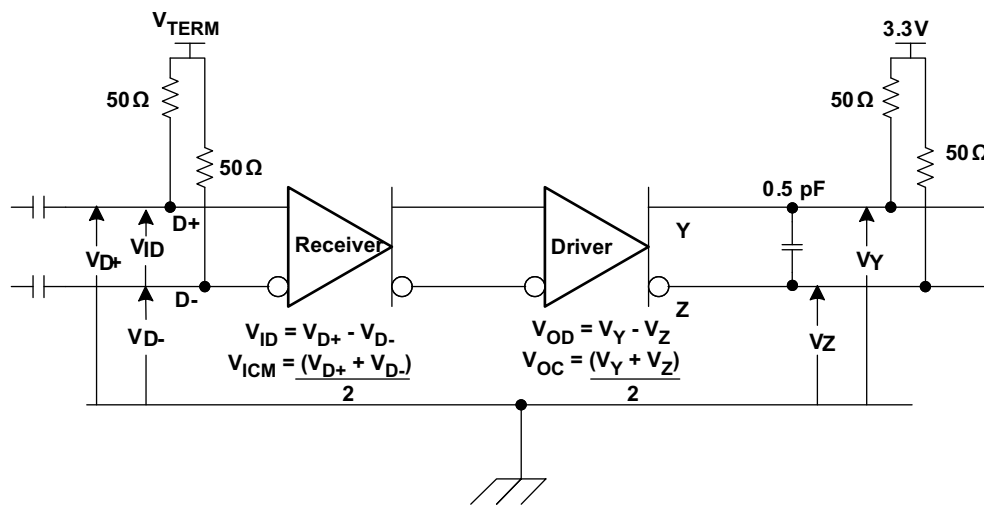 VTERM
3.3V
50Ω
50Ω
50Ω
50Ω
0.5 pF
D+
Y
VID
Receiver
Driver
VD+
VY
D-
Z
VD-
VID = VD+ - VD-
VOD = VY - VZ
VZ
VICM = (VD+ + VD-)
2
VOC = (VY + VZ)
2